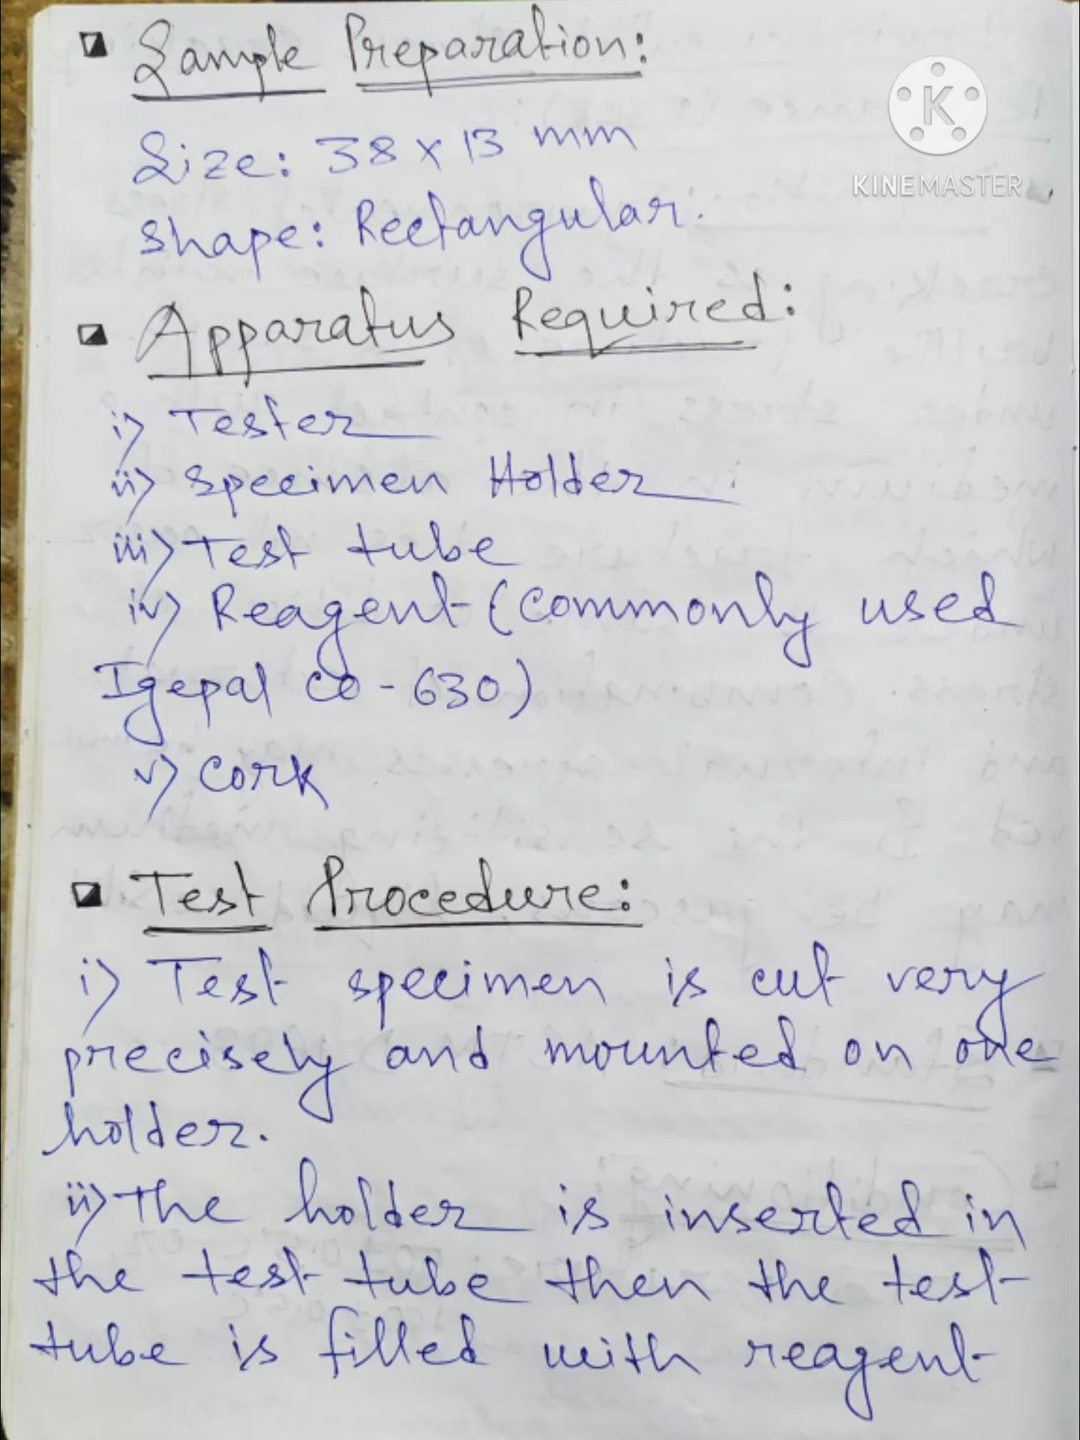 Sample Preparation:
K
KINEMASTER
Size: 38 x 13 mm
Shape: Rectangular.
Apparatus Required:
i) Tester
ii) Specimen Holder
iii) Test tube
iv) Reagent (commonly used
Igepal CO-630)
v) Cork
Test Procedure:
i) Test specimen is cut very
precisely and mounted on one
holder.
ii) The holder is inserted in
the test tube then the test
tube is filled with reagent